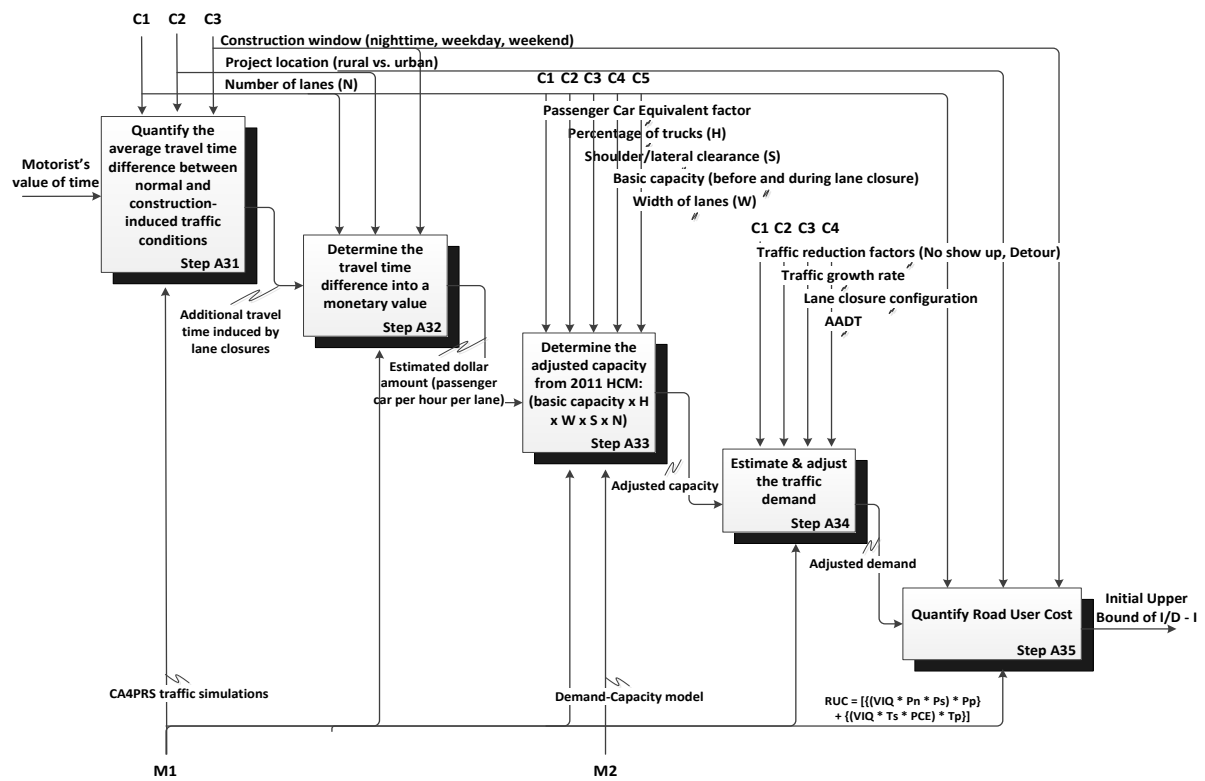 C1 C2 C3
Construction window (nighttime, weekday, weekend)
Project location (rural vs. urban)
Number of lanes (N)
Motorist's
value of time
Quantify the
average travel time
difference between
normal and
construction-
induced traffic
conditions
Step A31
Additional travel
time induced by
lane closures
Determine the
travel time
difference into a
monetary value
Step A32
Estimated dollar
amount (passenger
car per hour per lane)
C1 C2 C3 C4 C5
Passenger Car Equivalent factor
Percentage of trucks (H)
Shoulder/lateral clearance (S)
Basic capacity (before and during lane closure)
Width of lanes (W)
Determine the
adjusted capacity
from 2011 HCM:
(basic capacity x H
x W x S x N)
Step A33
Adjusted capacity
C1 C2 C3 C4
Traffic reduction factors (No show up, Detour)
Traffic growth rate
Lane closure configuration
AADT
Estimate & adjust
the traffic
demand
Step A34
Adjusted demand
Quantify Road User Cost
Step A35
Initial Upper
Bound of I/D - I
CA4PRS traffic simulations
Demand-Capacity model
RUC = [{(VIQ * Pn * Ps) * Pp}
+ {(VIQ * Ts * PCE) * Tp}]
M1
M2